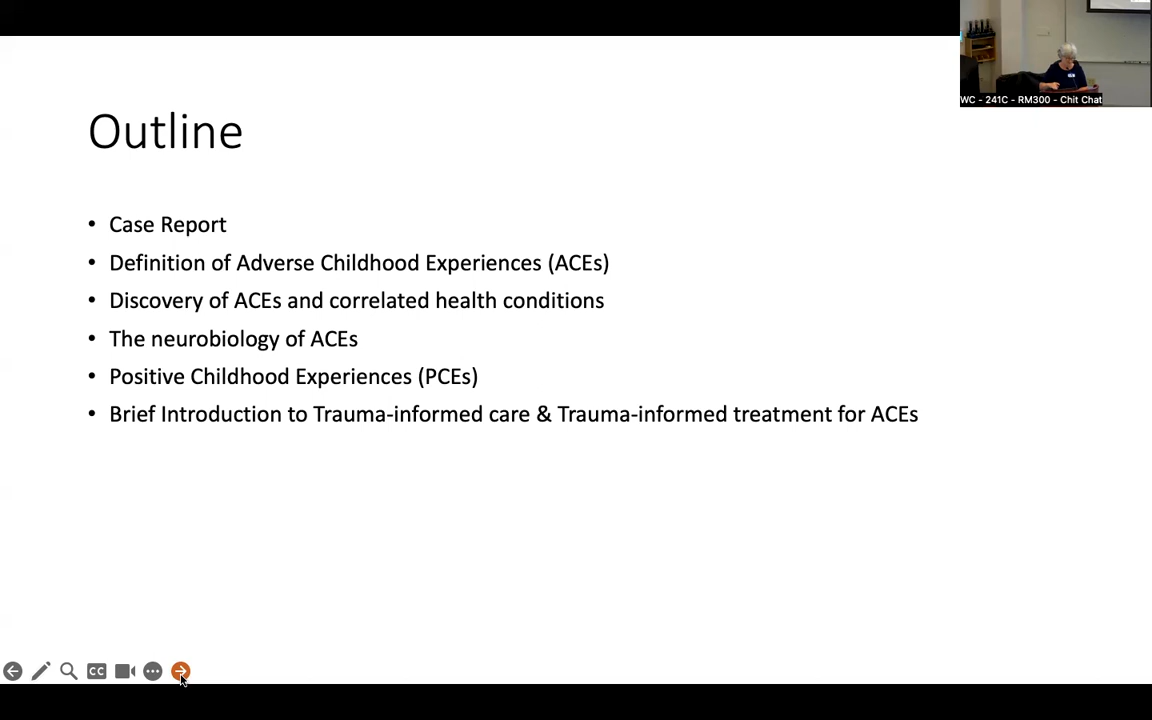 WC - 241C - RM300 - Chit Chat
Outline
• Case Report
• Definition of Adverse Childhood Experiences (ACEs)
• Discovery of ACEs and correlated health conditions
• The neurobiology of ACEs
• Positive Childhood Experiences (PCEs)
• Brief Introduction to Trauma-informed care & Trauma-informed treatment for ACEs
CC